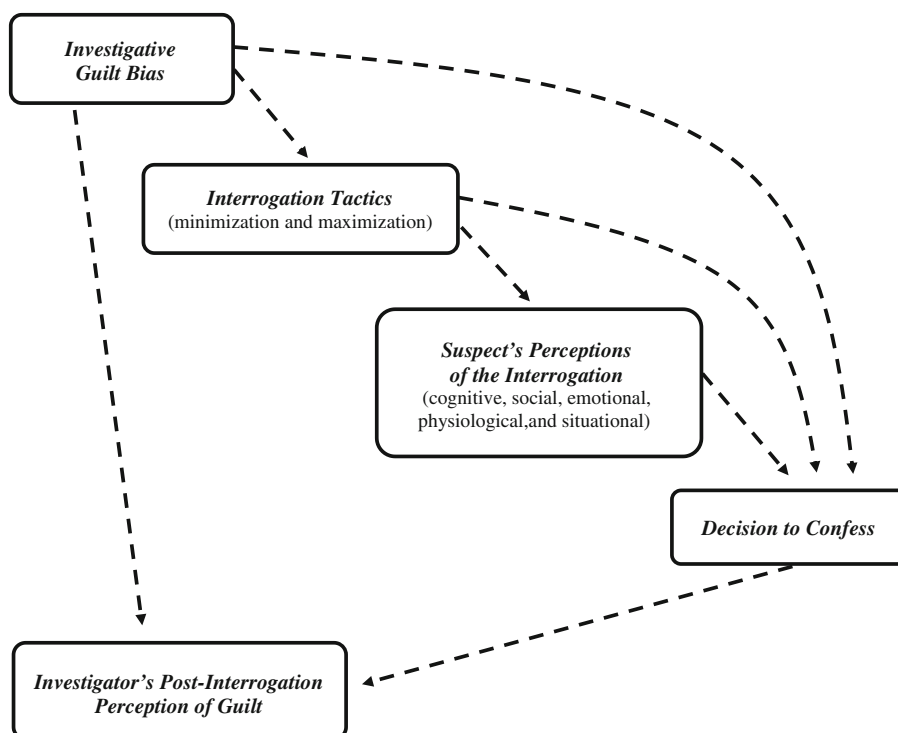 Investigative
Guilt Bias
Interrogation Tactics
(minimization and maximization)
Suspect's Perceptions
of the Interrogation
(cognitive, social, emotional,
physiological,and situational)
Decision to Confess
Investigator's Post-Interrogation
Perception of Guilt